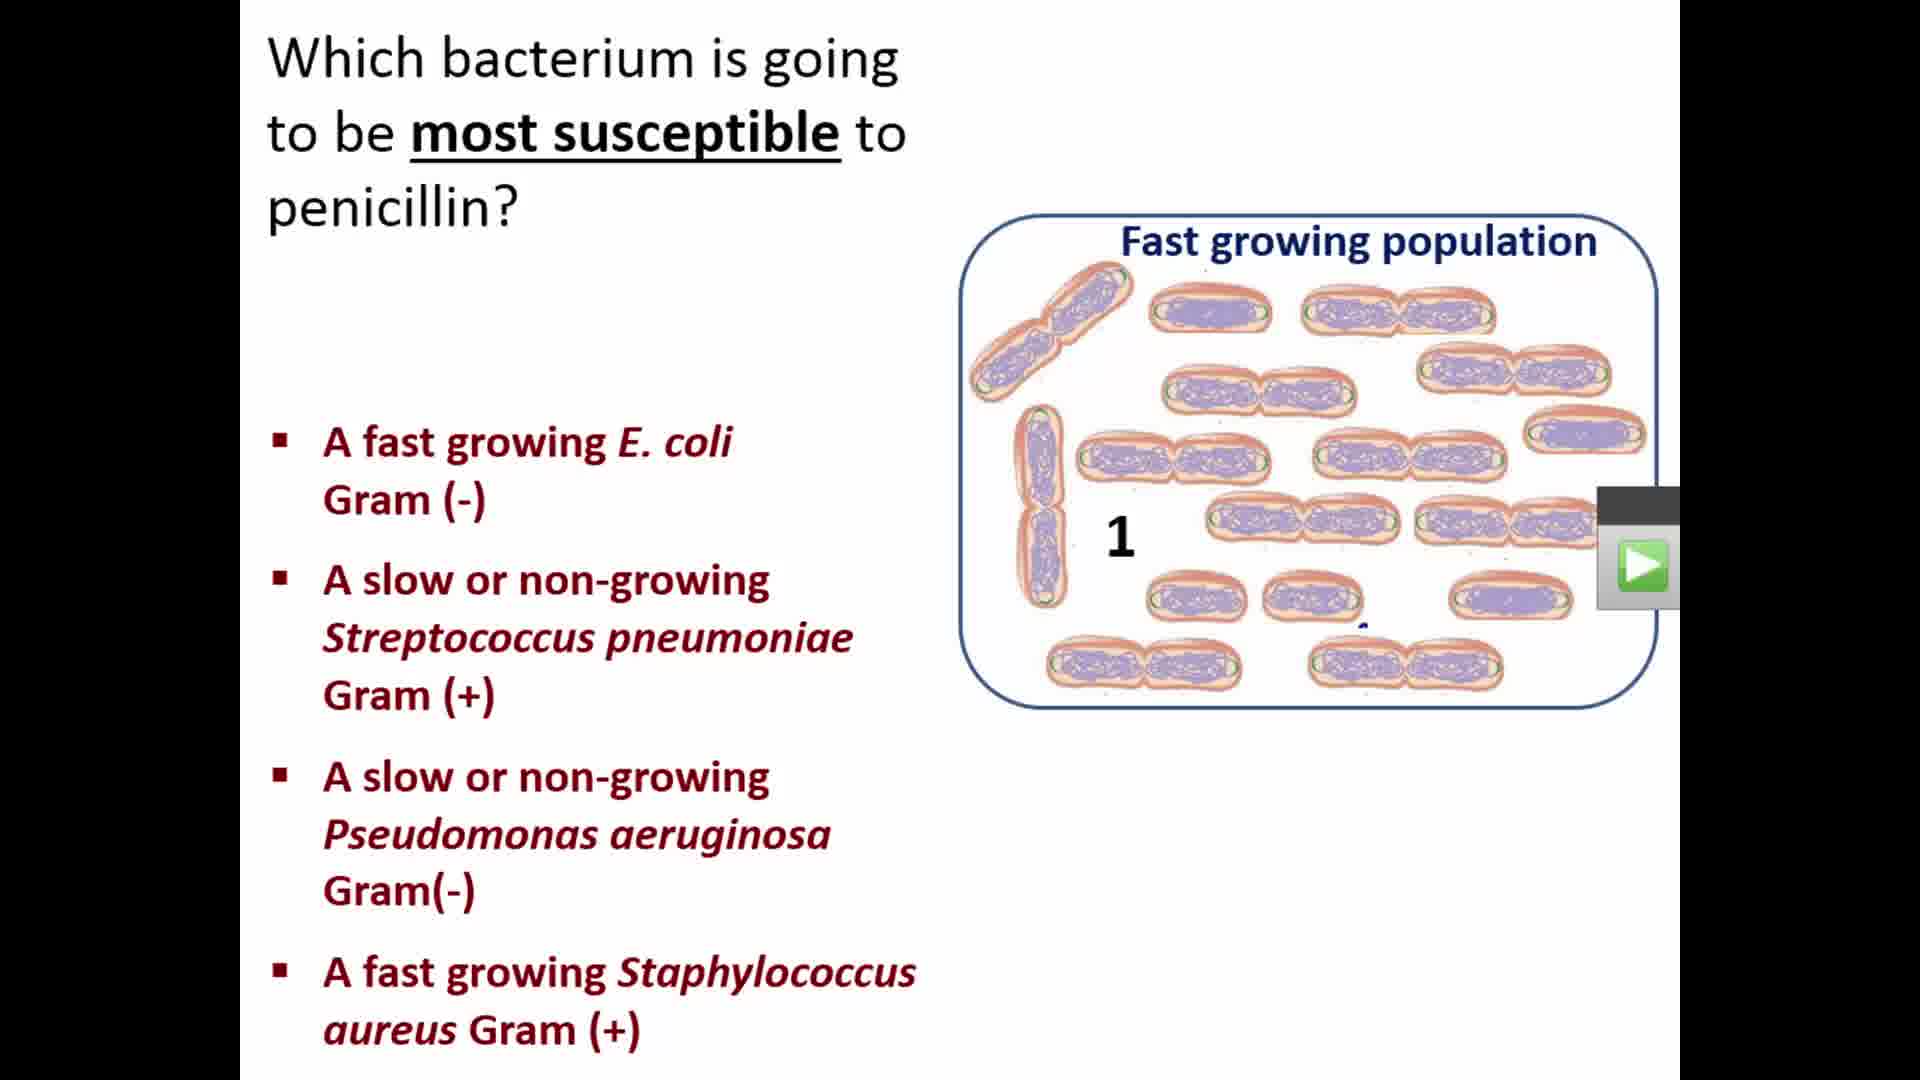 Which bacterium is going
to be most susceptible to
penicillin?
Fast growing population
1
▪ A fast growing E. coli
Gram (-)
▪ A slow or non-growing
Streptococcus pneumoniae
Gram (+)
▪ A slow or non-growing
Pseudomonas aeruginosa
Gram(-)
▪ A fast growing Staphylococcus
aureus Gram (+)